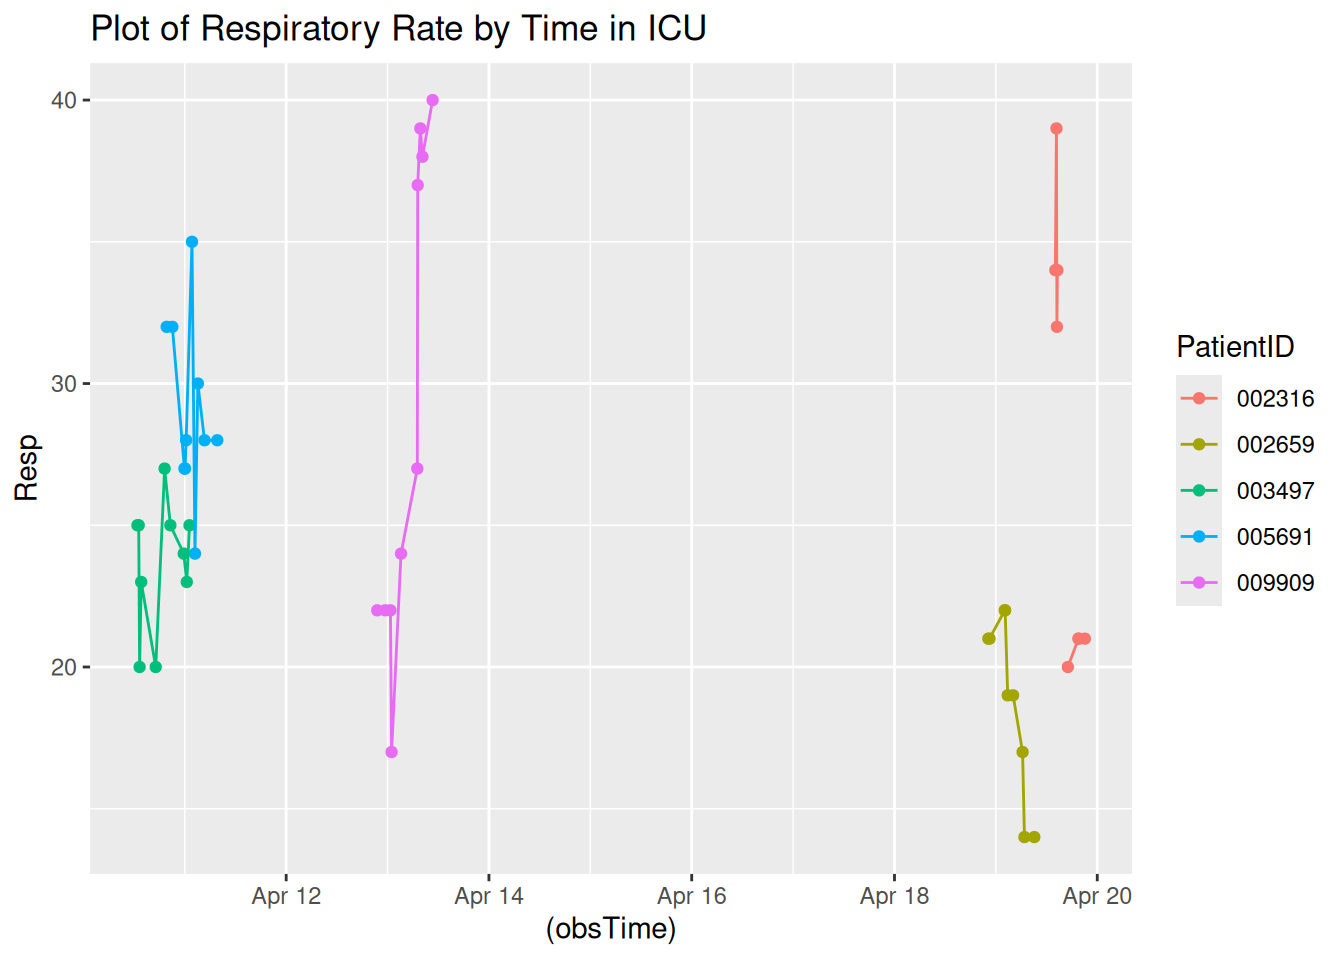 Plot of Respiratory Rate by Time in ICU
40
30
20
Resp
Apr 12
Apr 14
Apr 16
Apr 18
Apr 20
(obsTime)
PatientID
002316
002659
003497
005691
009909